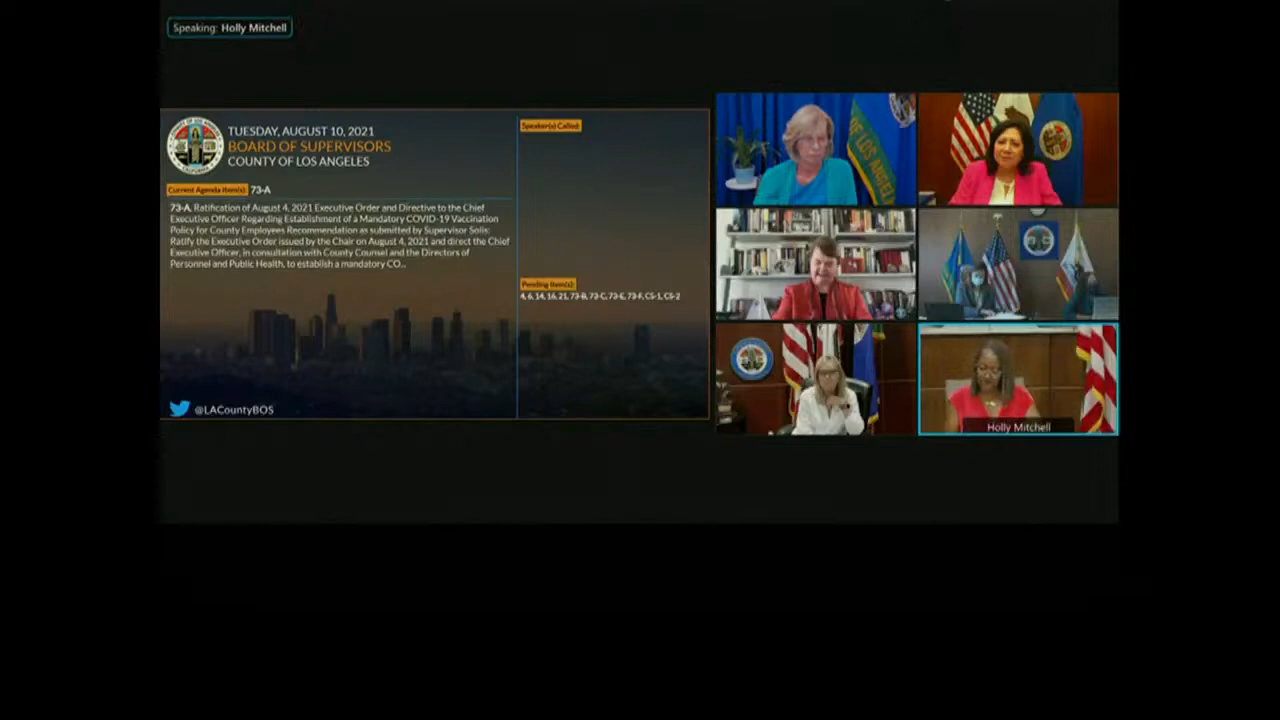 Speaking: Holly Mitchell
TUESDAY, AUGUST 10, 2021
BOARD OF SUPERVISORS
COUNTY OF LOS ANGELES
Current Agenda Item(s): 73-A
73-A. Ratification of August 4, 2021 Executive Order and Directive to the Chief
Executive Officer Regarding Establishment of a Mandatory COVID-19 Vaccination
Policy for County Employees Recommendation as submitted by Supervisor Solis:
Ratify the Executive Order issued by the Chair on August 4, 2021 and direct the Chief
Executive Officer, in consultation with County Counsel and the Directors of
Personnel and Public Health, to establish a mandatory CO...
@LACountyBOS
Speaker(s) Called:
Pending Item(s):
4, 6, 14, 16, 21, 73-B, 73-C, 73-E, 73-F, CS-1, CS-2
OF LOS ANGELES
Holly Mitchell